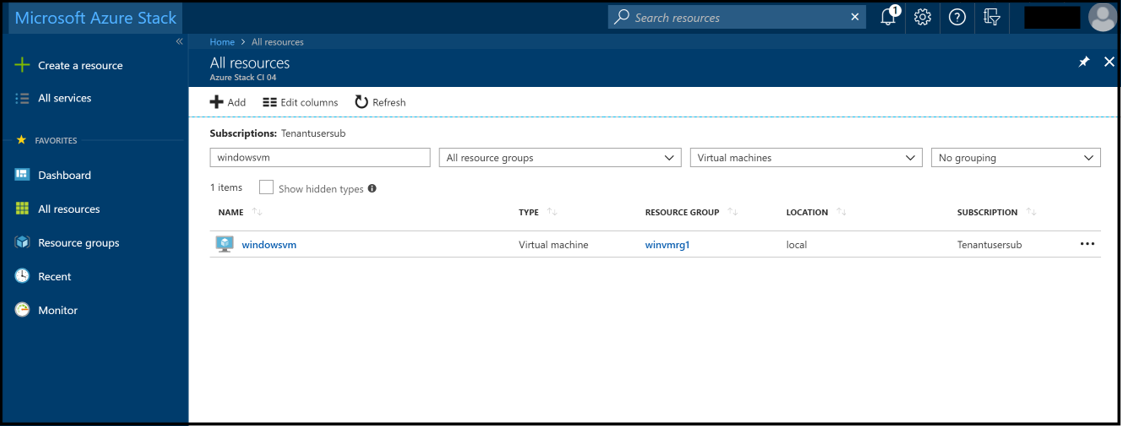 Microsoft Azure Stack
Search resources
1
Create a resource
All services
FAVORITES
Dashboard
All resources
Resource groups
Recent
Monitor
Home > All resources
All resources
Azure Stack CI 04
Add Edit columns Refresh
Subscriptions: Tenantusersub
windowsvm All resource groups Virtual machines No grouping
1 items Show hidden types
NAME TYPE RESOURCE GROUP LOCATION SUBSCRIPTION
windowsvm Virtual machine winvmrg1 local Tenantusersub